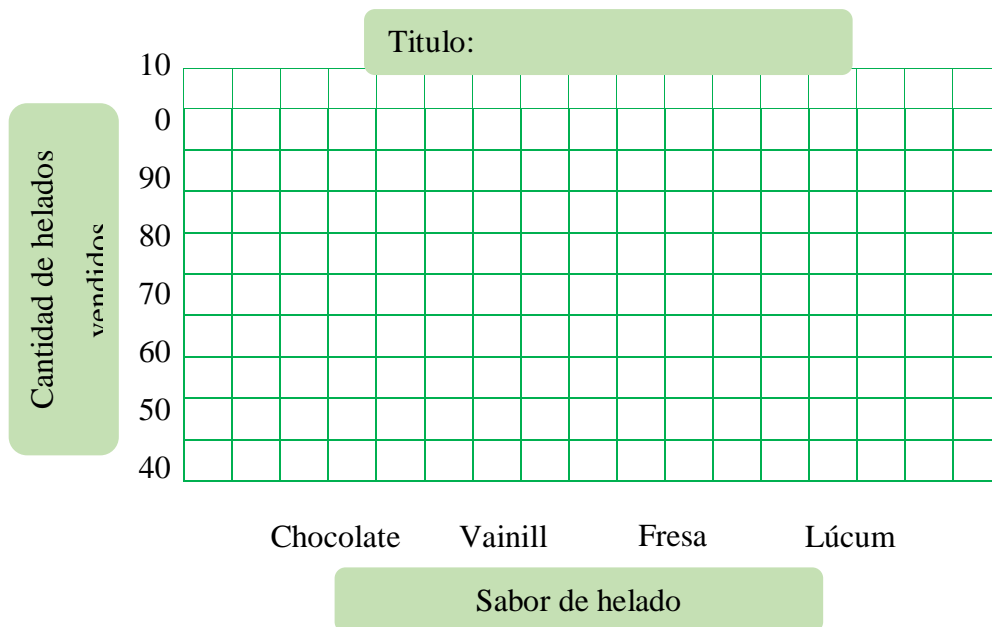 Titulo:
10
0
90
80
70
60
50
40
Cantidad de helados
vendidos
Chocolate Vainill Fresa Lúcum
Sabor de helado